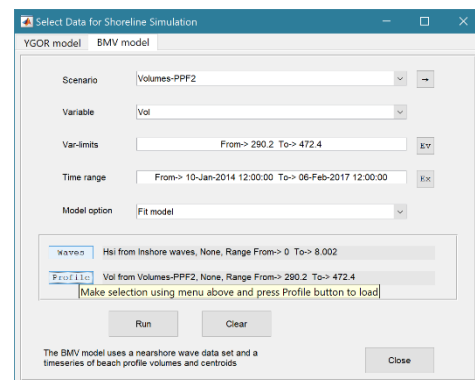 Select Data for Shoreline Simulation
YGOR model BMV model
Scenario Volumes-PPF2 →
Variable Vol
Var-limits From-> 290.2 To-> 472.4 Ev
Time range From-> 10-Jan-2014 12:00:00 To-> 06-Feb-2017 12:00:00 Ex
Model option Fit model
Waves Hsi from Inshore waves, None, Range From-> 0 To-> 8.002
Profile Vol from Volumes-PPF2, None, Range From-> 290.2 To-> 472.4
Make selection using menu above and press Profile button to load
Run Clear
The BMV model uses a nearshore wave data set and a
timeseries of beach profile volumes and centroids
Close